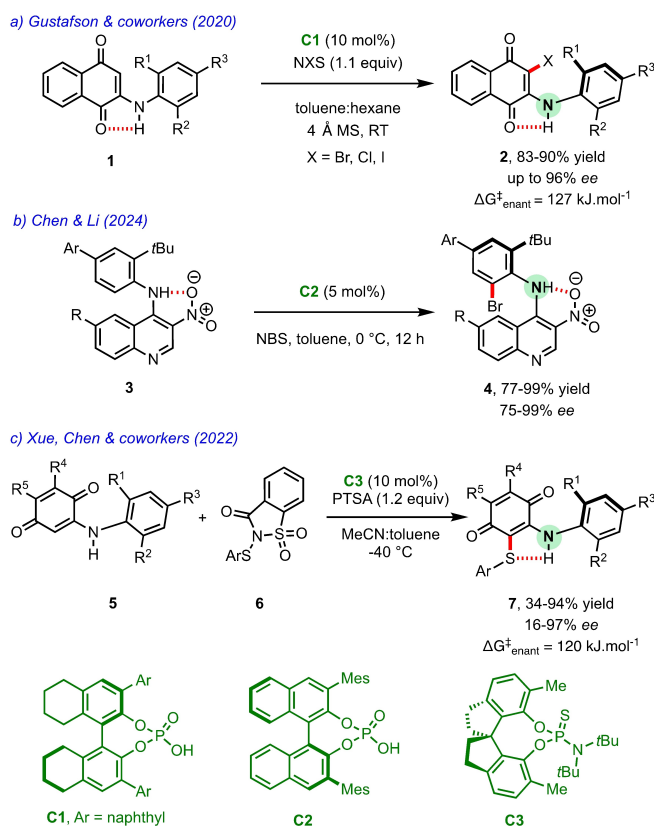 a) Gustafson & coworkers (2020)
O
R1
R3
N
H
O
R2
1
C1 (10 mol%)
NXS (1.1 equiv)
toluene:hexane
4 Å MS, RT
X = Br, Cl, I
O
X
R1
R3
N
H
O
R2
2, 83-90% yield
up to 96% ee
ΔG‡enant = 127 kJ.mol-1
b) Chen & Li (2024)
Ar
tBu
NH
O
⊖
R
N
⊕
O
N
3
C2 (5 mol%)
NBS, toluene, 0 °C, 12 h
Ar
tBu
Br
NH
O
⊖
R
N
⊕
O
N
4, 77-99% yield
75-99% ee
c) Xue, Chen & coworkers (2022)
R4
R5
O
O
R1
R3
N
H
R2
5
+
O
N
S
O
O
ArS
6
C3 (10 mol%)
PTSA (1.2 equiv)
MeCN:toluene
-40 °C
R4
R5
O
O
R1
R3
N
H
S
Ar
R2
7, 34-94% yield
16-97% ee
ΔG‡enant = 120 kJ.mol-1
Ar
O
O
P
O
OH
Ar
C1, Ar = naphthyl
Mes
O
O
P
O
OH
Mes
C2
Me
O
O
P
S
N
tBu
tBu
Me
C3